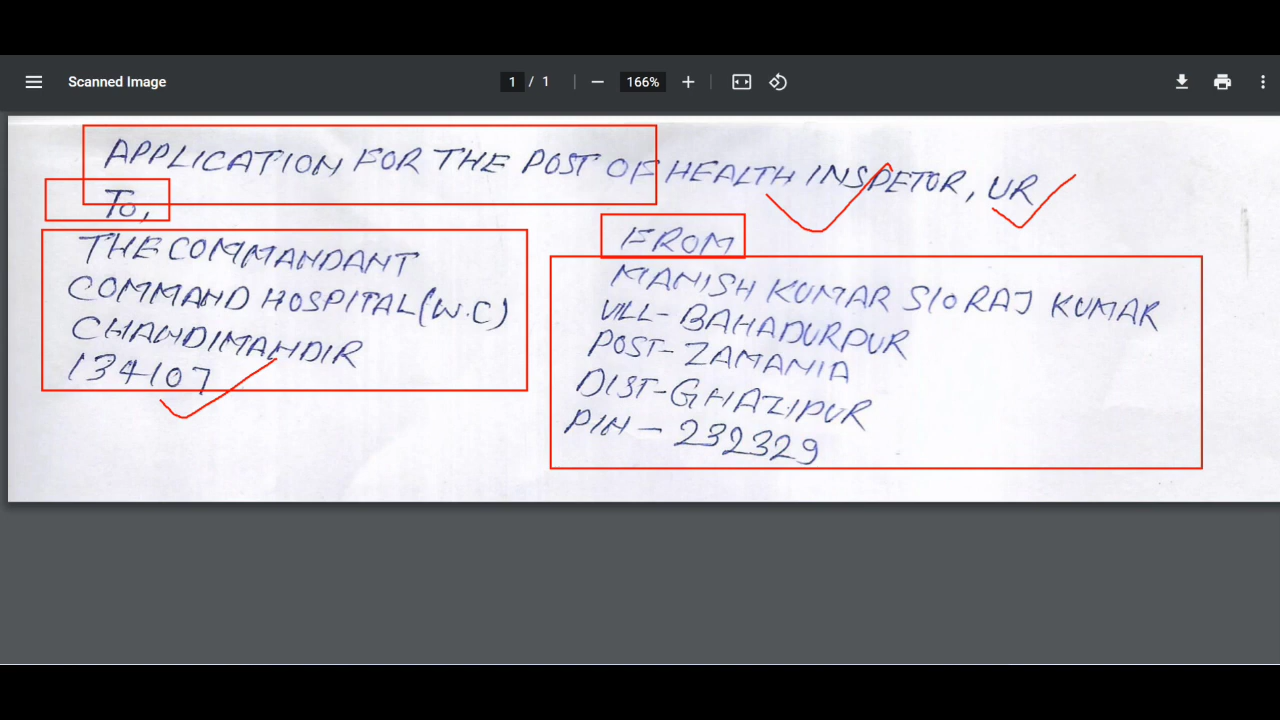 Scanned Image
1 / 1
166%
APPLICATION FOR THE POST OF HEALTH INSPETOR, UR
To,
THE COMMANDANT
COMMAND HOSPITAL (W.C)
CHANDIMANDIR
134107
FROM
MANISH KUMAR S/O RAJ KUMAR
VILL- BAHADURPUR
POST- ZAMANIA
DIST- GHAZIPUR
PIN - 232329